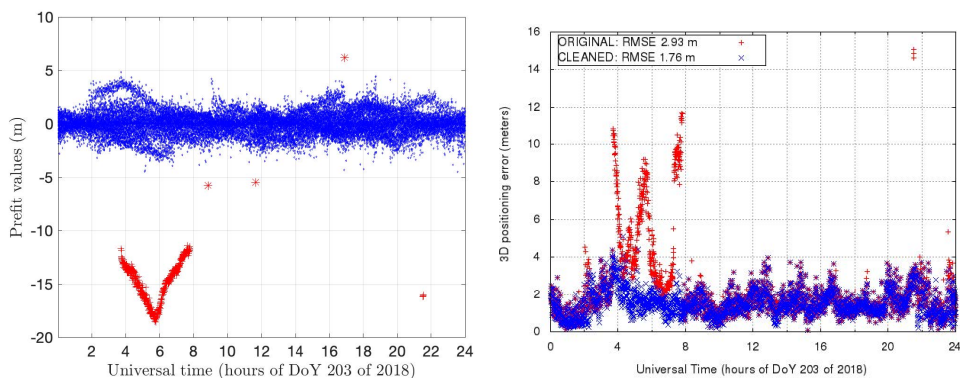 10
5
0
-5
-10
-15
-20
Prefit values (m)
2 4 6 8 10 12 14 16 18 20 22 24
Universal time (hours of DoY 203 of 2018)
16
14
12
10
8
6
4
2
0
3D positioning error (meters)
ORIGINAL: RMSE 2.93 m
CLEANED: RMSE 1.76 m
0 4 8 12 16 20 24
Universal Time (hours of DoY 203 of 2018)